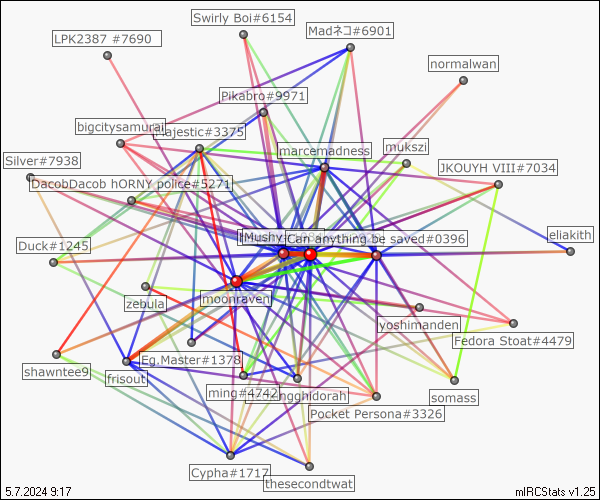 Swirly Boi#6154
Madネコ#6901
LPK2387 #7690
normalwan
Pikabro#9971
bigcitysamurai
Majestic#3375
marcemadness
mukszi
Silver#7938
JKOUYH VIII#7034
DacobDacob hORNY police#5271
eliakith
Mushy
Can anything be saved#0396
Duck#1245
zebula
moonraven
yoshimanden
Fedora Stoat#4479
Eg.Master#1378
shawntee9
frisout
ming#4742
ngghidorah
somass
Pocket Persona#3326
Cypha#1717
thesecondtwat
5.7.2024 9:17
mIRCStats v1.25